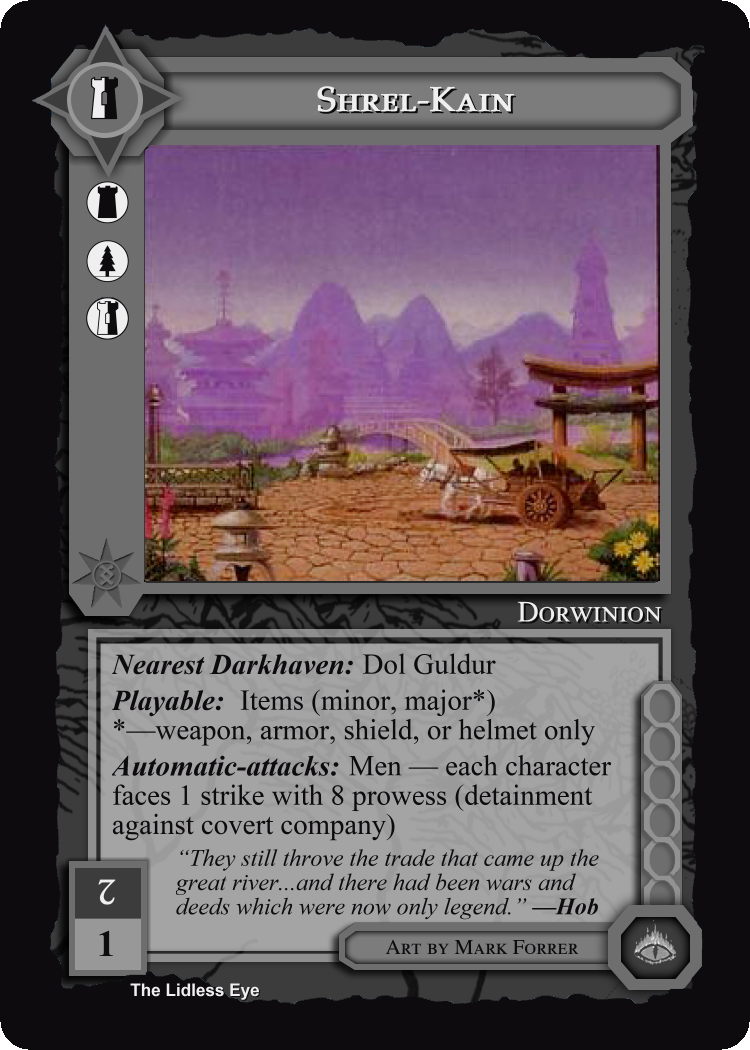 Shrel-Kain
Dorwinion
Nearest Darkhaven: Dol Guldur
Playable: Items (minor, major*)
*—weapon, armor, shield, or helmet only
Automatic-attacks: Men — each character
faces 1 strike with 8 prowess (detainment
against covert company)
“They still throve the trade that came up the
great river...and there had been wars and
deeds which were now only legend.” —Hob
2
1
Art by Mark Forrer
The Lidless Eye